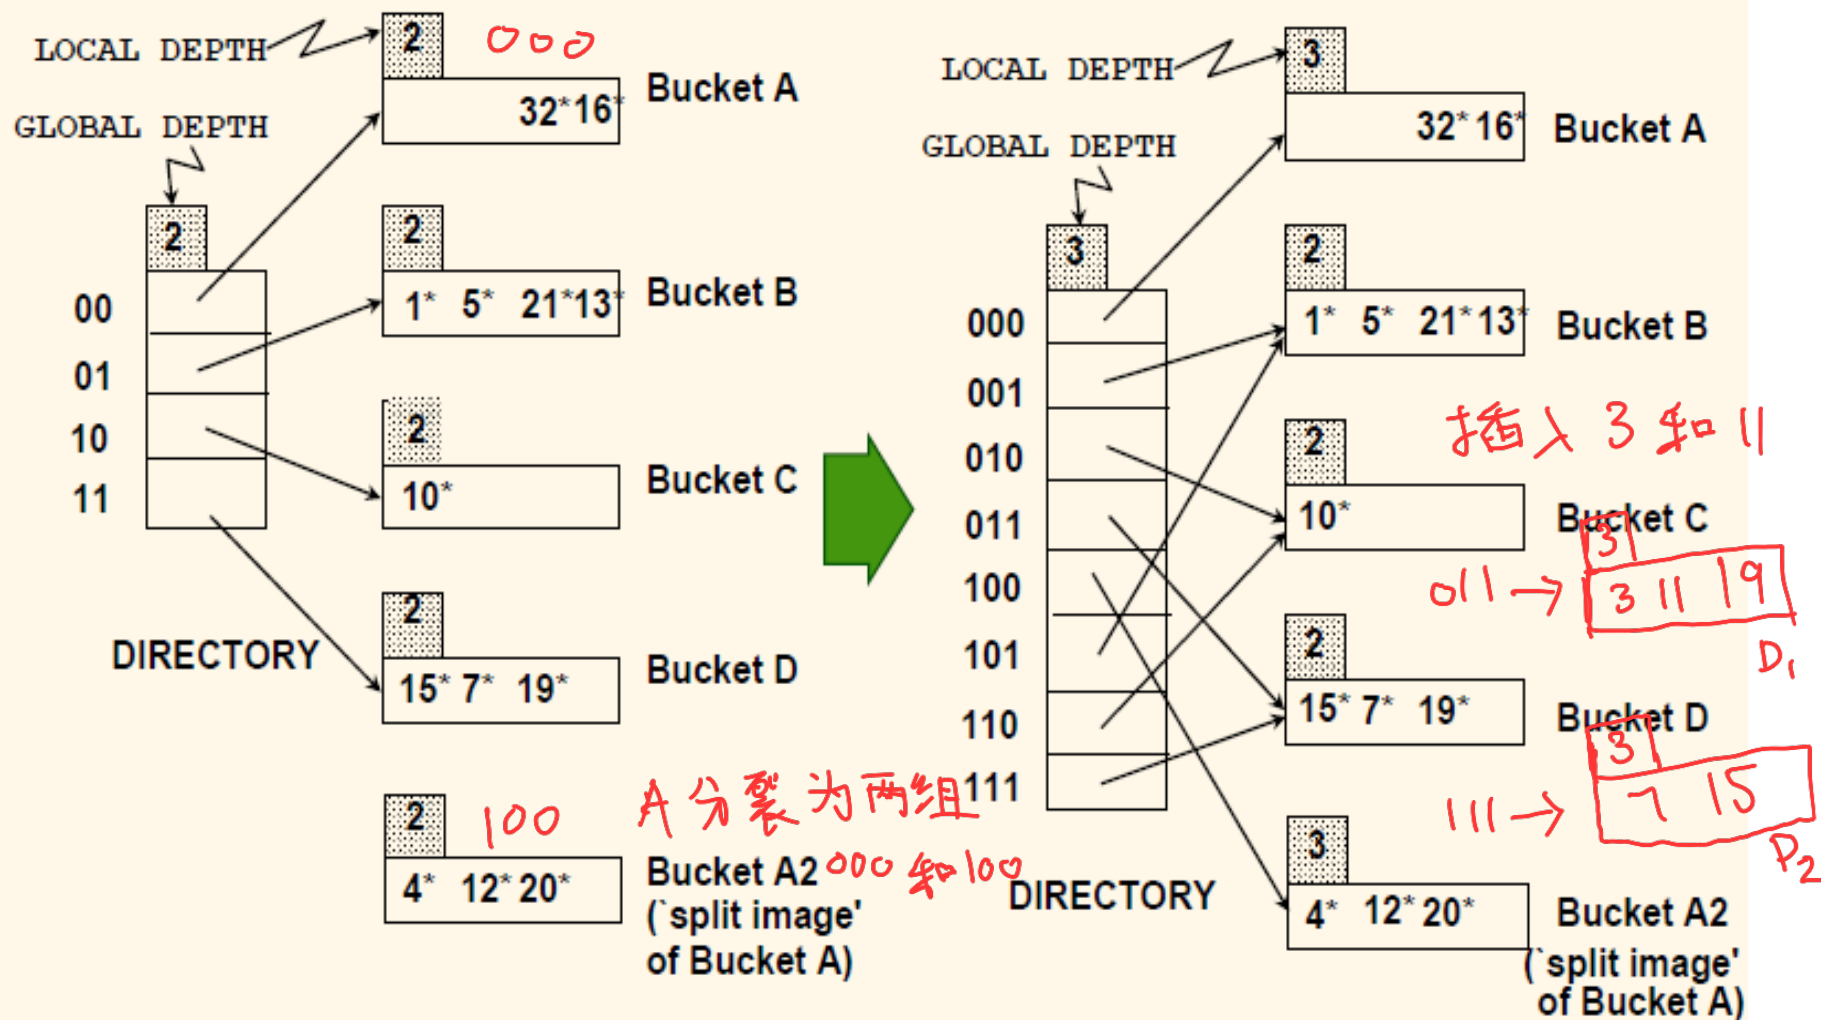 LOCAL DEPTH
2
000
32* 16*
Bucket A
GLOBAL DEPTH
2
00
01
10
11
2
1* 5* 21* 13*
Bucket B
2
10*
Bucket C
DIRECTORY
2
15* 7* 19*
Bucket D
2
100
4* 12* 20*
Bucket A2
(`split image'
of Bucket A)
A分裂为两组
000和100
LOCAL DEPTH
3
32* 16*
Bucket A
GLOBAL DEPTH
3
000
001
010
011
100
101
110
111
2
1* 5* 21* 13*
Bucket B
插入3和11
2
10*
Bucket C
3
011→ 3 11 19
D1
2
15* 7* 19*
Bucket D
3
111→ 7 15
D2
DIRECTORY
3
4* 12* 20*
Bucket A2
(`split image'
of Bucket A)